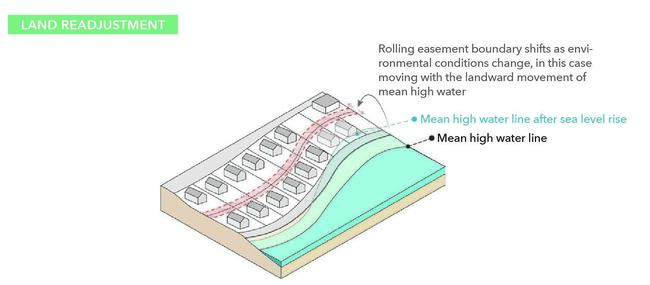 LAND READJUSTMENT
Rolling easement boundary shifts as envi-
ronmental conditions change, in this case
moving with the landward movement of
mean high water
Mean high water line after sea level rise
Mean high water line